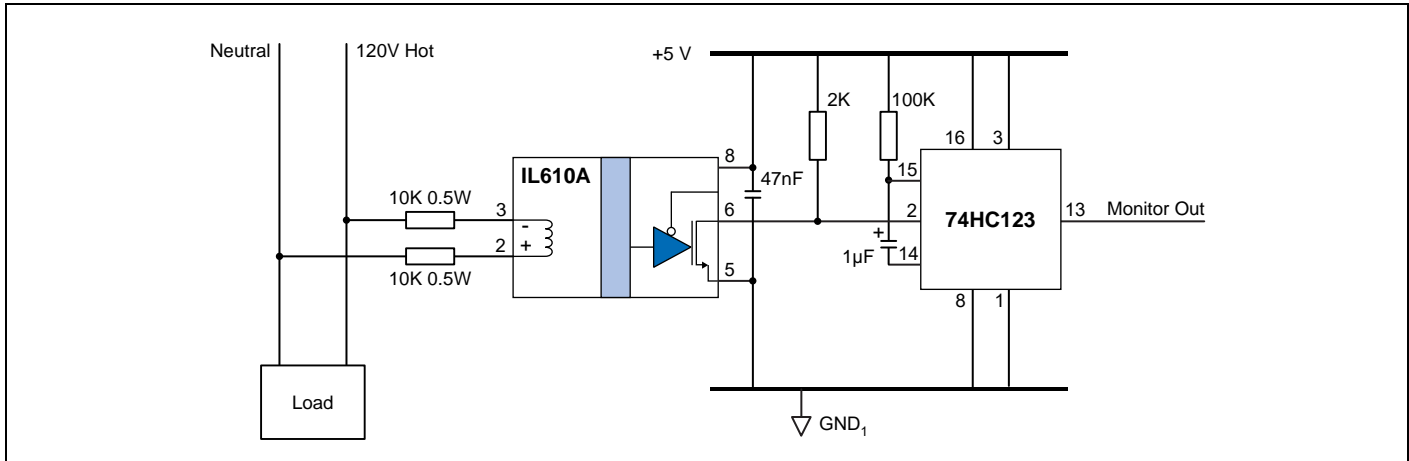 Neutral
120V Hot
+5 V
2K
100K
16
3
8
15
IL610A
47nF
10K 0.5W
3
-
6
2
74HC123
13
Monitor Out
2
+
+
1µF
14
10K 0.5W
5
8
1
Load
GND1